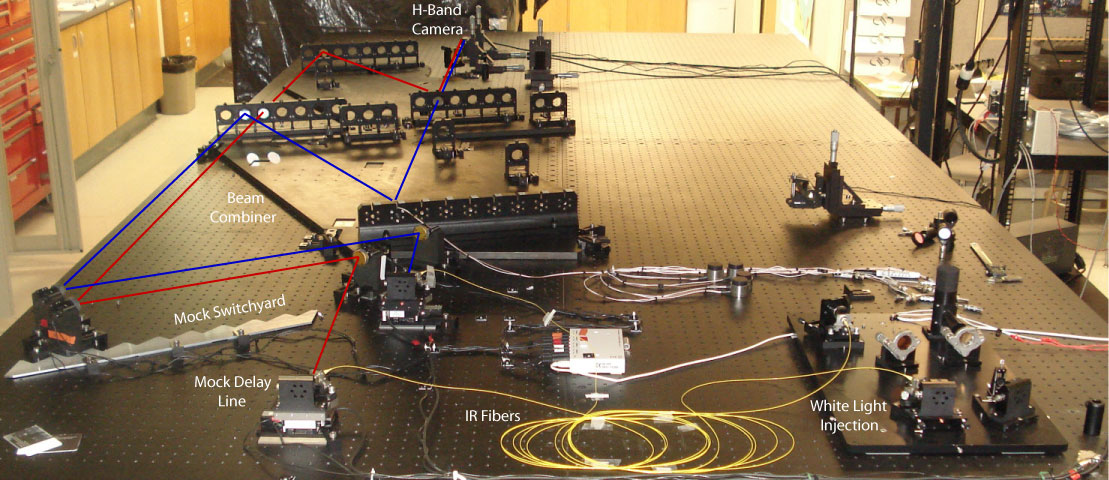 H-Band
Camera
Beam
Combiner
Mock Switchyard
Mock Delay
Line
IR Fibers
White Light
Injection